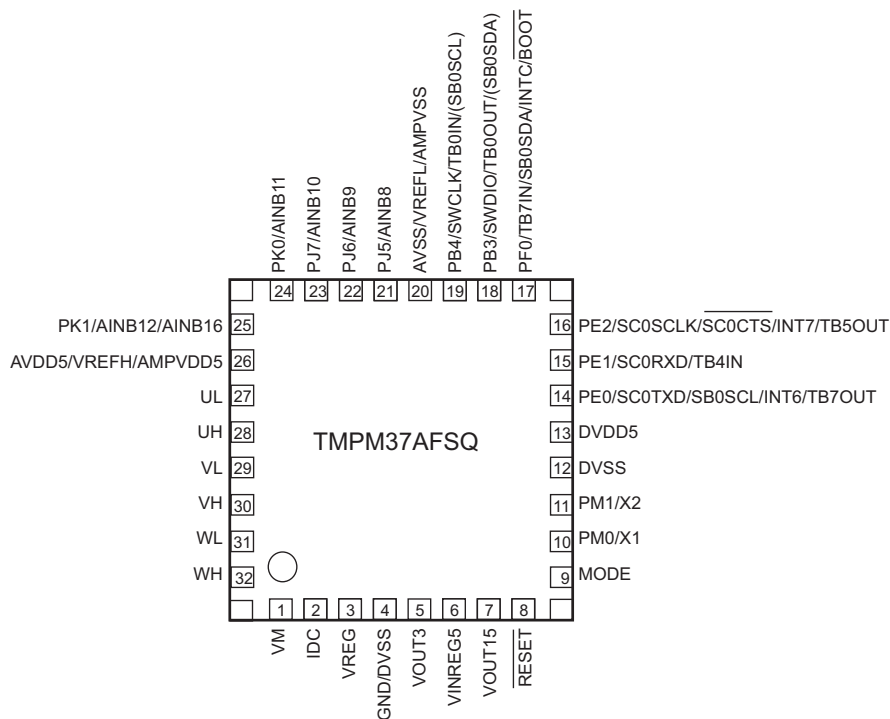 PK0/AINB11
PJ7/AINB10
PJ6/AINB9
PJ5/AINB8
AVSS/VREFL/AMPVSS
PB4/SWCLK/TB0IN/(SB0SCL)
PB3/SWDIO/TB0OUT/(SB0SDA)
PF0/TB7IN/SB0SDA/INTC/BOOT
24 23 22 21 20 19 18 17
PK1/AINB12/AINB16 25
AVDD5/VREFH/AMPVDD5 26
UL 27
UH 28
VL 29
VH 30
WL 31
WH 32
TMPM37AFSQ
16 PE2/SC0SCLK/SC0CTS/INT7/TB5OUT
15 PE1/SC0RXD/TB4IN
14 PE0/SC0TXD/SB0SCL/INT6/TB7OUT
13 DVDD5
12 DVSS
11 PM1/X2
10 PM0/X1
9 MODE
1 2 3 4 5 6 7 8
VM
IDC
VREG
GND/DVSS
VOUT3
VINREG5
VOUT15
RESET